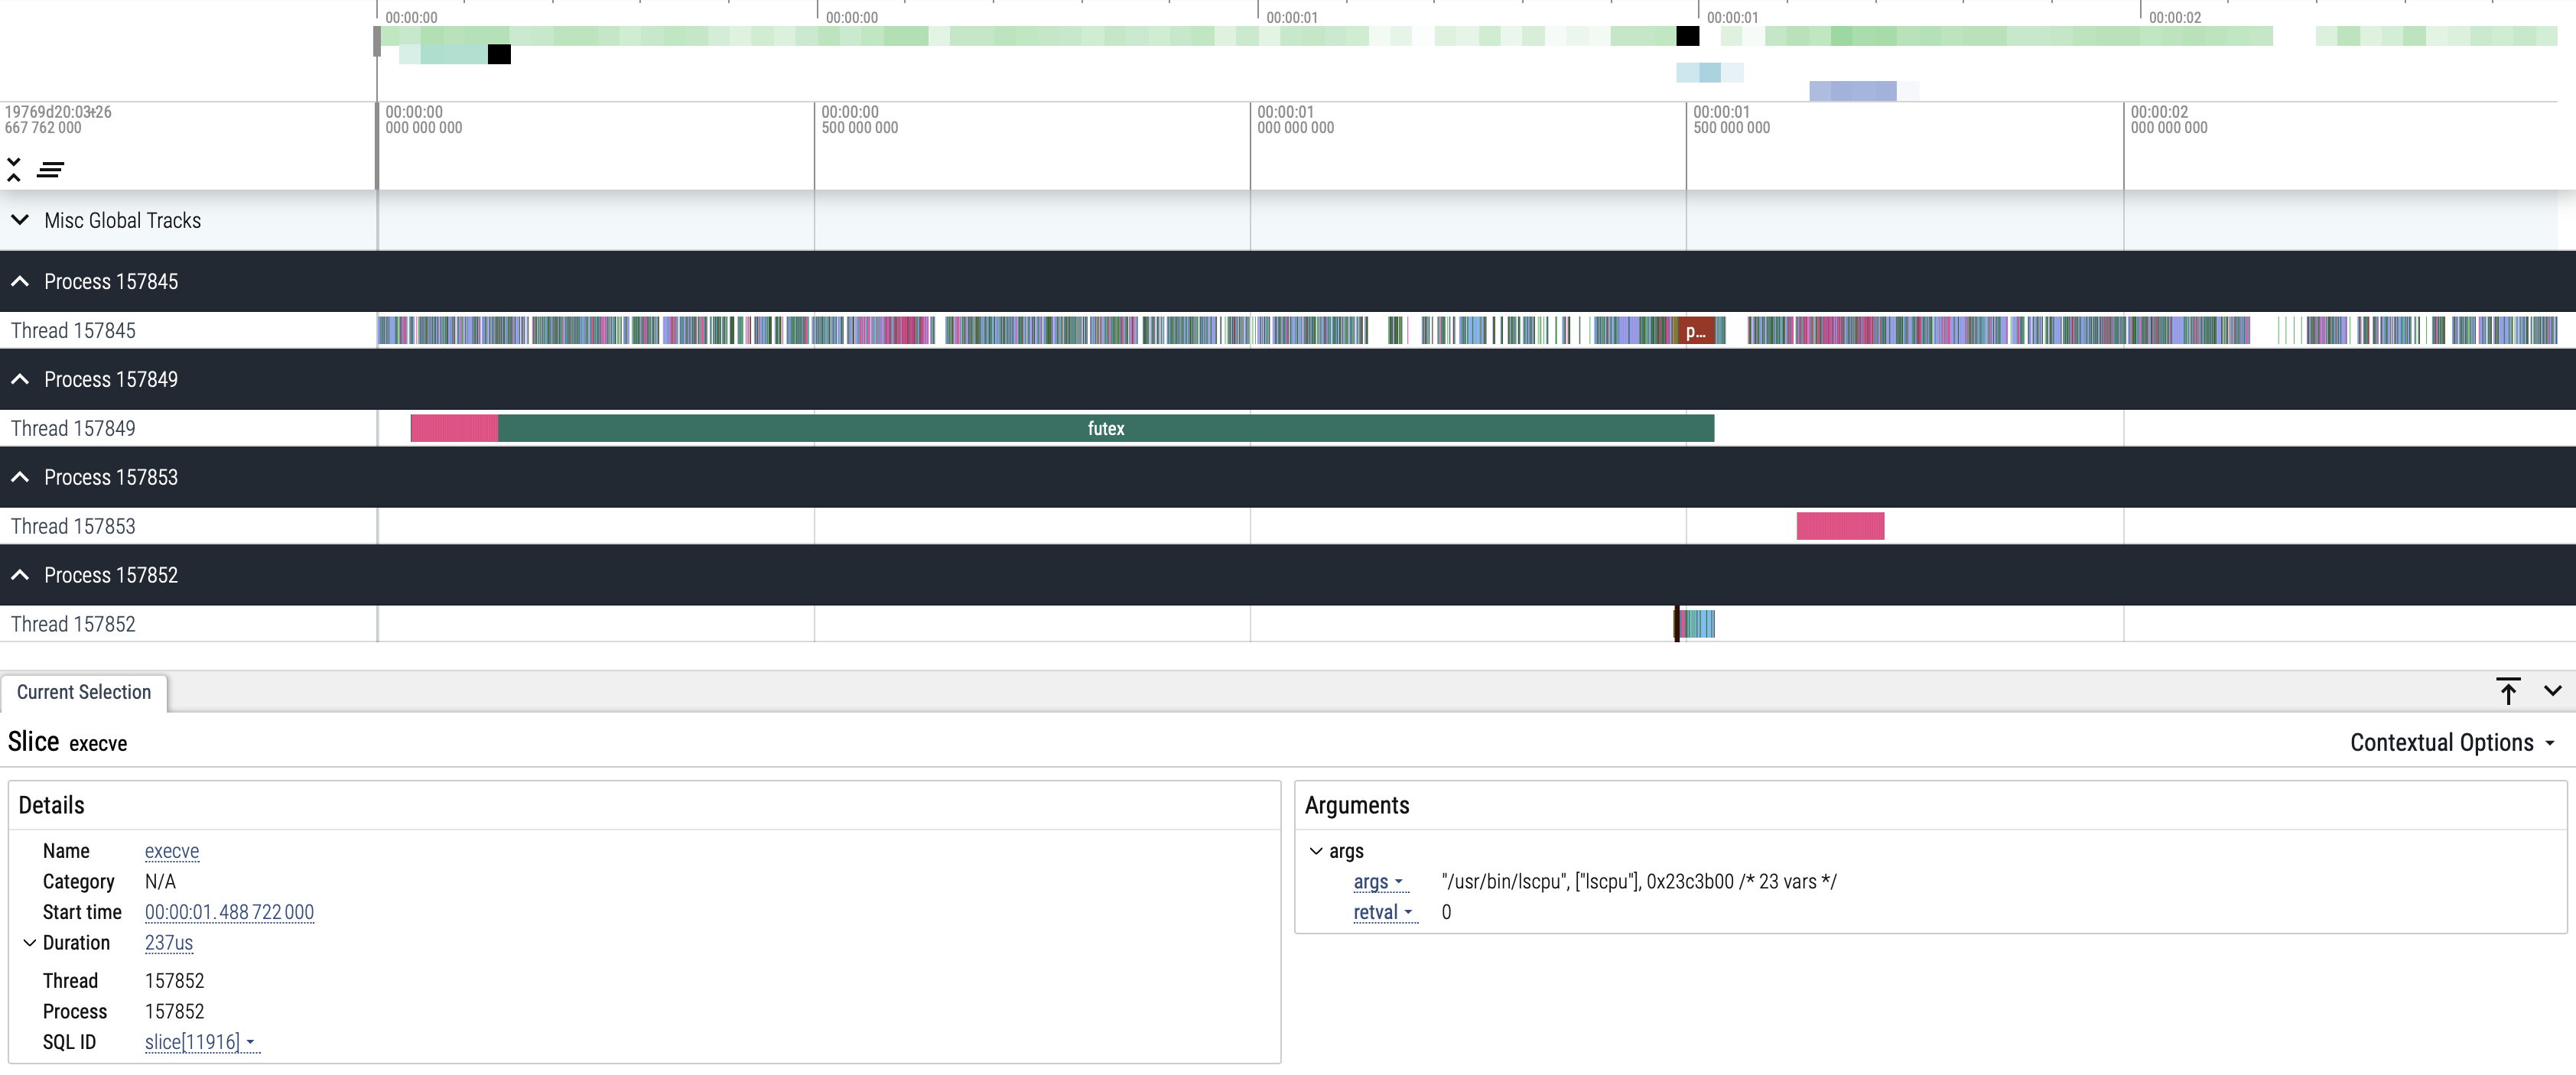 00:00:00 00:00:00 00:00:01 00:00:01 00:00:02
19769d20:03:26 00:00:00 00:00:00 00:00:01 00:00:01 00:00:02
667 762 000 000 000 000 500 000 000 000 000 000 500 000 000 000 000 000
Misc Global Tracks
Process 157845
Thread 157845 p...
Process 157849
Thread 157849 futex
Process 157853
Thread 157853
Process 157852
Thread 157852
Current Selection
Slice execve Contextual Options
Details
Name execve
Category N/A
Start time 00:00:01.488 722 000
Duration 237us
Thread 157852
Process 157852
SQL ID slice[11916]
Arguments
args
args "/usr/bin/lscpu", ["lscpu"], 0x23c3b00 /* 23 vars */
retval 0